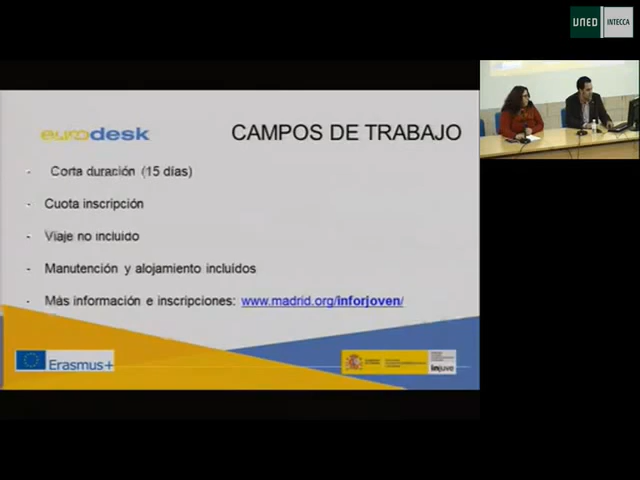 UNED
INTECCA
eurodesk
CAMPOS DE TRABAJO
- Corta duración (15 días)
- Cuota inscripción
- Viaje no incluido
- Manutención y alojamiento incluidos
- Más información e inscripciones: www.madrid.org/inforjoven/
Erasmus+
injuve